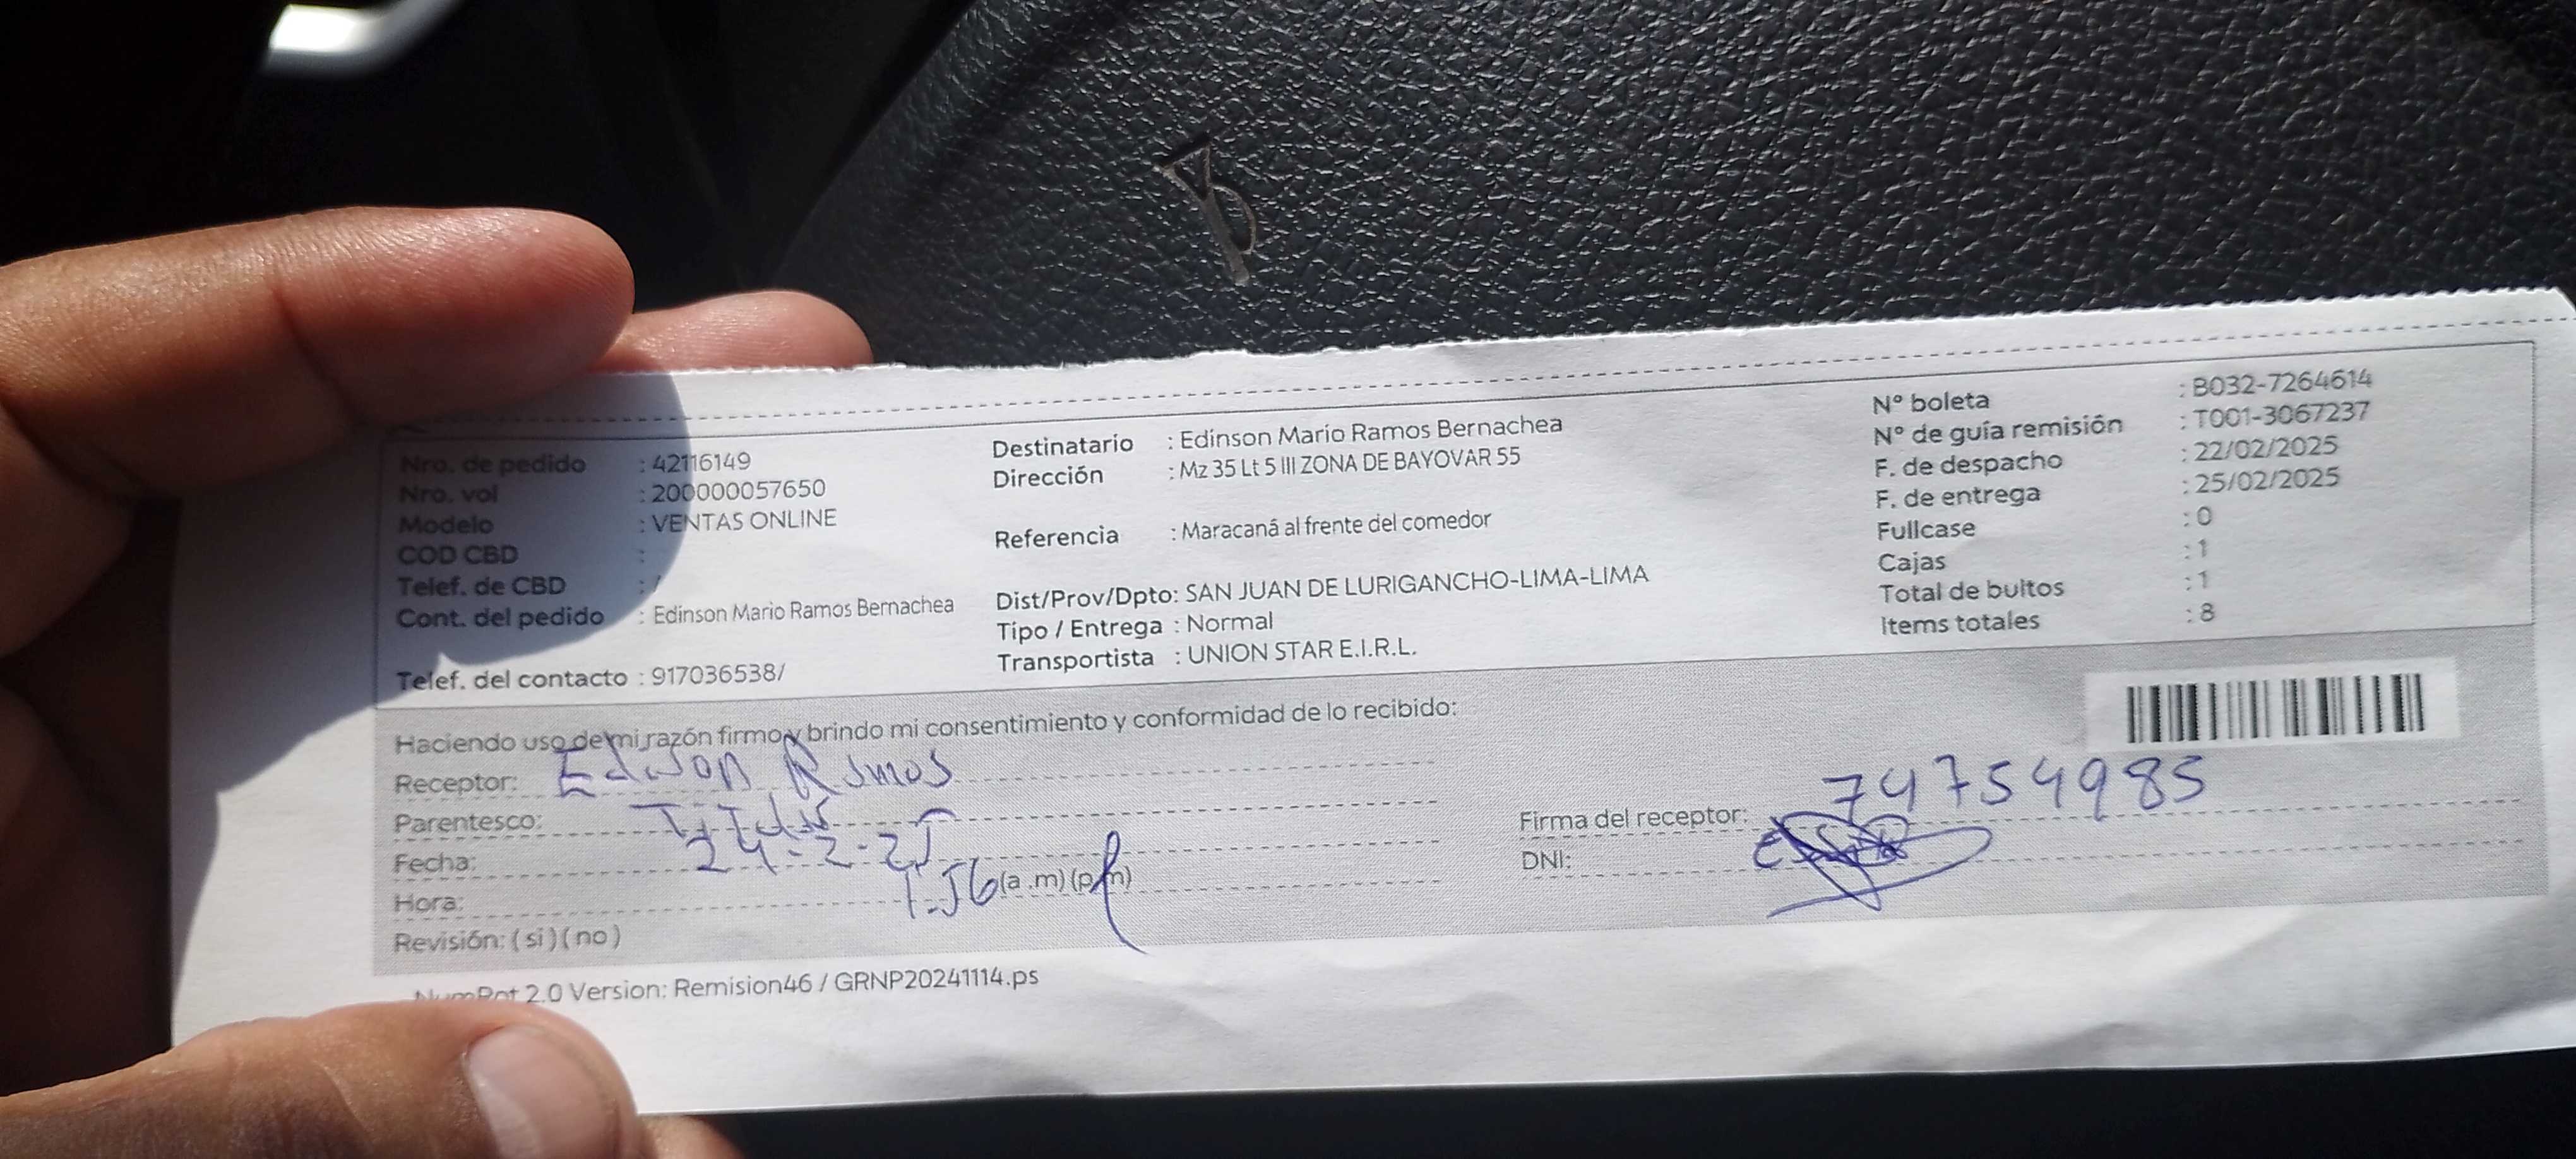 Nro. de pedido : 42116149
Nro. vol : 200000057650
Modelo : VENTAS ONLINE
COD CBD :
Telef. de CBD : /
Cont. del pedido : Edinson Mario Ramos Bernachea
Telef. del contacto : 917036538/
Destinatario : Edinson Mario Ramos Bernachea
Dirección : Mz 35 Lt 5 III ZONA DE BAYOVAR 55
Referencia : Maracaná al frente del comedor
Dist/Prov/Dpto: SAN JUAN DE LURIGANCHO-LIMA-LIMA
Tipo / Entrega : Normal
Transportista : UNION STAR E.I.R.L.
N° boleta : B032-7264614
N° de guía remisión : T001-3067237
F. de despacho : 22/02/2025
F. de entrega : 25/02/2025
Fullcase : 0
Cajas : 1
Total de bultos : 1
Items totales : 8
Haciendo uso de mi razón firmo y brindo mi consentimiento y conformidad de lo recibido:
Receptor: Edison Ramos
Parentesco: Titular
Fecha: 24-2-25
Hora: 1.56 (a .m) (p.m)
Revisión: ( si ) ( no )
Firma del receptor: 74754985
DNI:
2.0 Version: Remision46 / GRNP20241114.ps